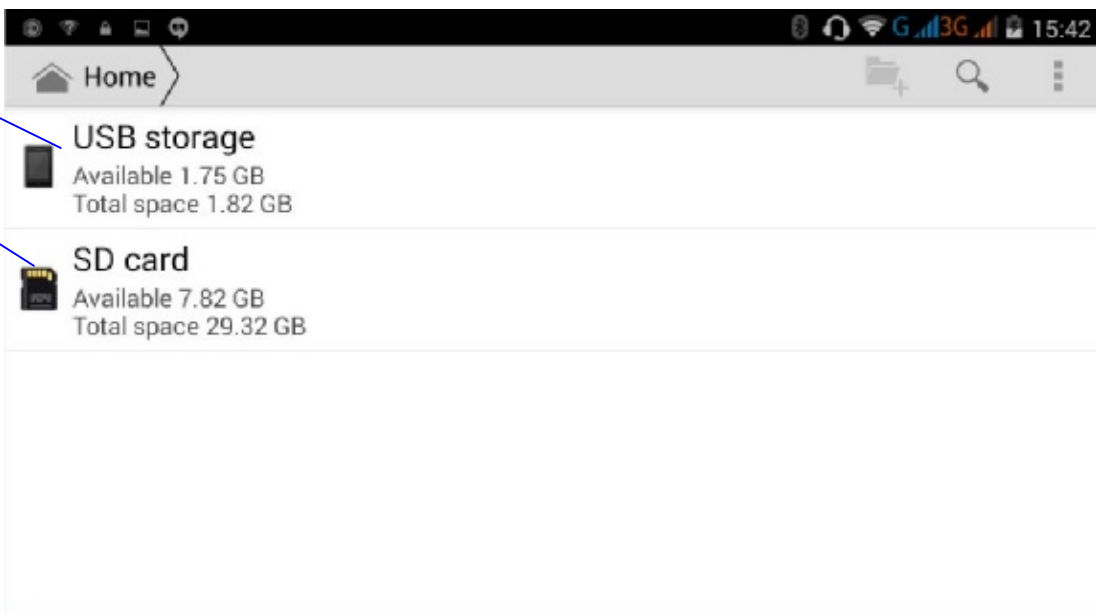 G 3G 15:42
Home
USB storage
Available 1.75 GB
Total space 1.82 GB
SD card
Available 7.82 GB
Total space 29.32 GB